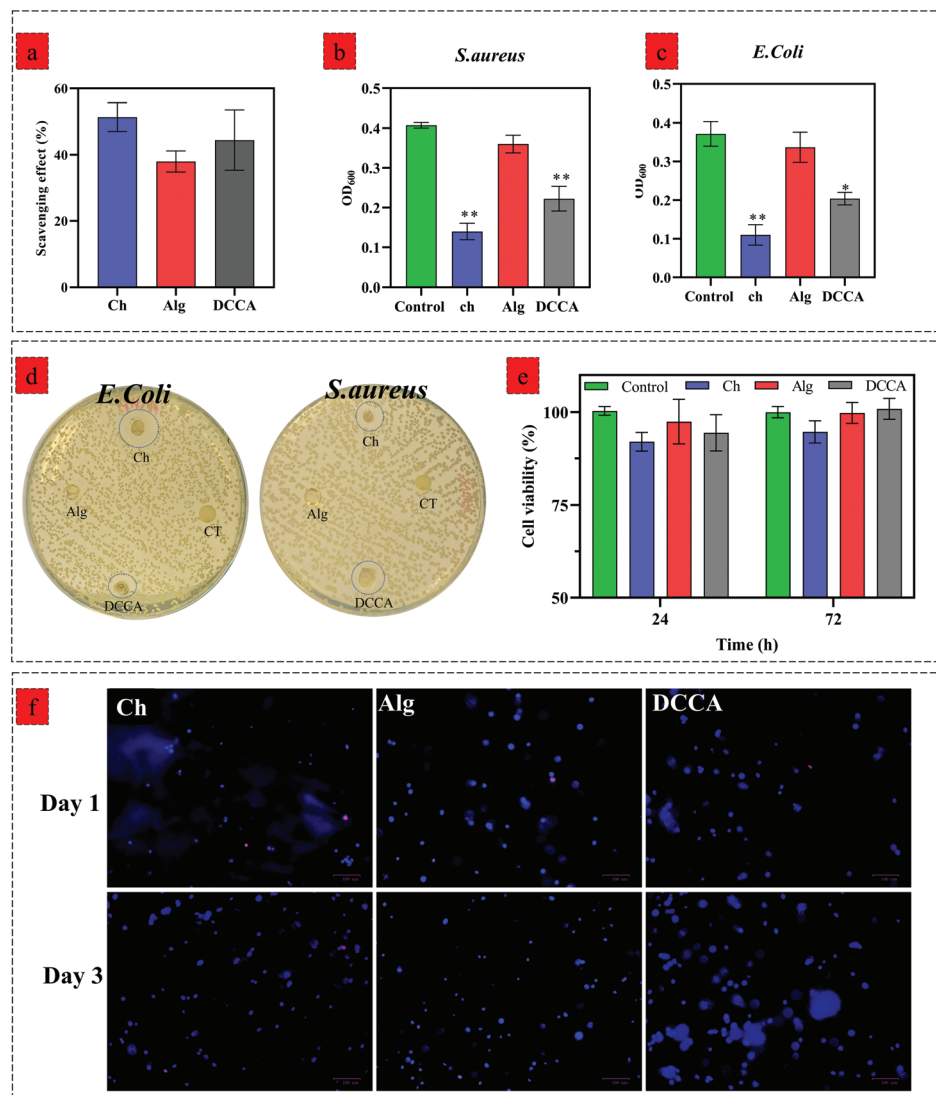 a
Scavenging effect (%)
60
40
20
0
Ch Alg DCCA
b
S.aureus
OD600
0.5
0.4
0.3
0.2
0.1
0.0
**
**
Control ch Alg DCCA
c
E.Coli
OD600
0.5
0.4
0.3
0.2
0.1
0.0
**
*
Control ch Alg DCCA
d
E.Coli
Ch
Alg
CT
DCCA
S.aureus
Ch
Alg
CT
DCCA
e
Control Ch Alg DCCA
Cell viability (%)
100
75
50
24 72
Time (h)
f
Ch Alg DCCA
Day 1
Day 3